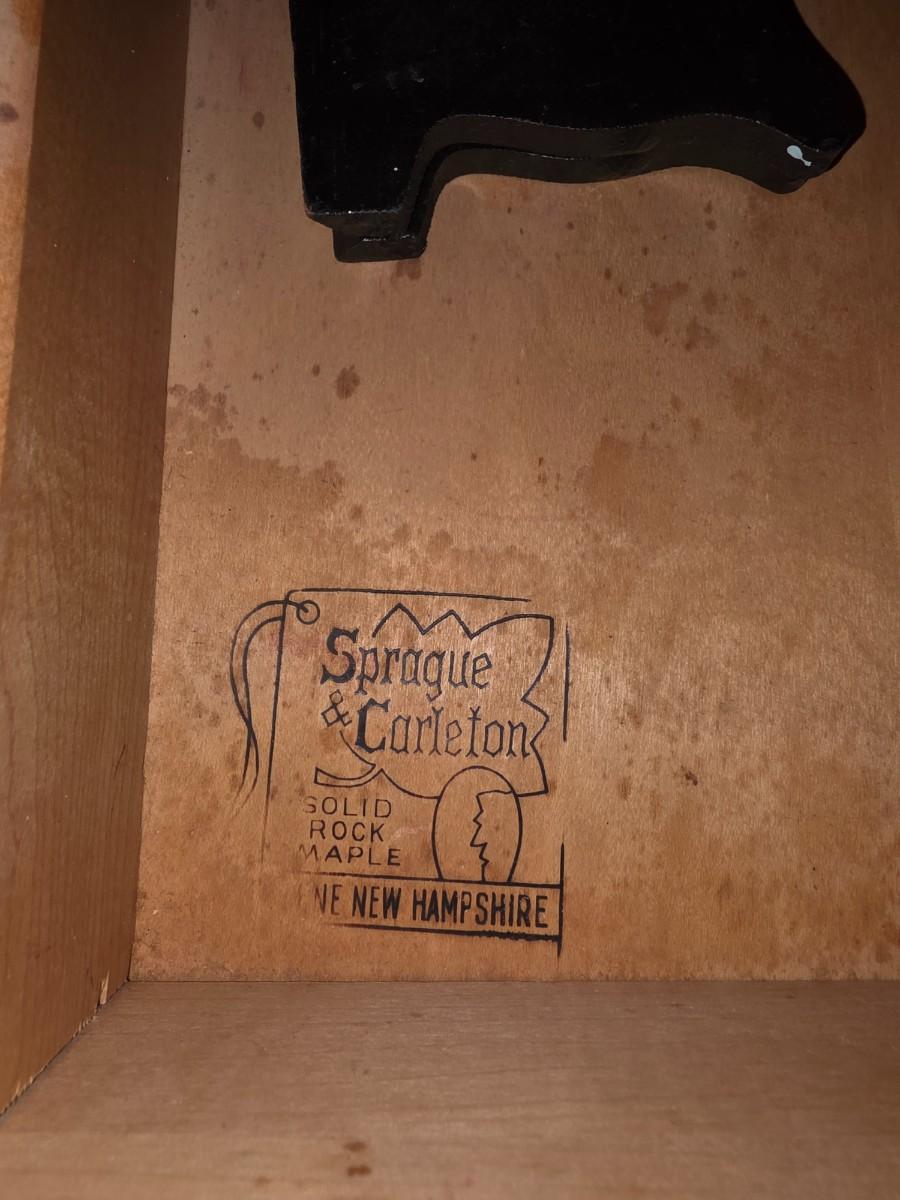 Sprague
& Carleton
SOLID
ROCK
MAPLE
NE NEW HAMPSHIRE